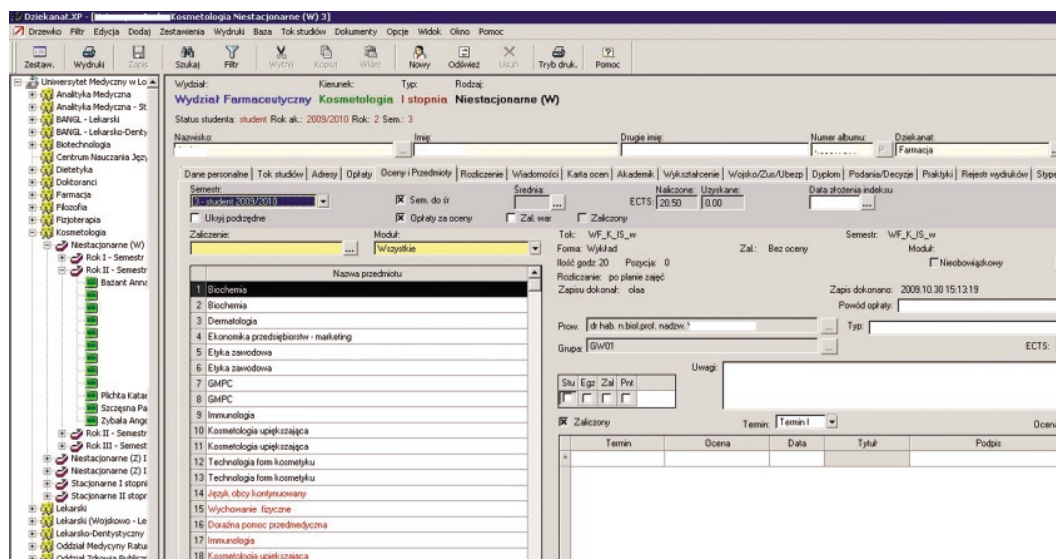 Dziekanat.XP - [ Kosmetologia Niestacjonarne (W) 3]
Drzewko Filtr Edycja Dodaj Zestawienia Wydruki Baza Tok studów Dokumenty Opcje Widok Okno Pomoc
Zestaw. Wydruki Zapis Szukaj Filtr Wytnij Kopiuj Wklej Nowy Odśwież Usuń Tryb druk. Pomoc
Uniwersytet Medyczny w Lo
Analityka Medyczna
Analityka Medyczna - St
BANGL - Lekarski
BANGL - Lekarsko-Denty
Biotechnologia
Centrum Nauczania Języ
Dietetyka
Doktoranci
Farmacja
Filozofia
Fizjoterapia
Kosmetologia
Niestacjonarne (W)
Rok I - Semestr
Rok II - Semestr
Bażant Anna
Plichta Katar
Szczęsna Pa
Zybała Ange
Rok II - Semestr
Rok III - Semest
Niestacjonarne (Z) I
Niestacjonarne (Z) I
Stacjonarne I stopni
Stacjonarne II stopr
Lekarski
Lekarski (Wojskowo - Le
Lekarsko-Dentystyczny
Oddział Medycyny Ratu
Oddział Zdrowia Publiczn
Wydział: Kierunek: Typ: Rodzaj:
Wydział Farmaceutyczny Kosmetologia I stopnia Niestacjonarne (W)
Status studenta: student Rok ak.: 2009/2010 Rok: 2 Sem.: 3
Nazwisko: Imię: Drugie imię: Numer albumu: Dziekanat:
... P Farmacja ...
Dane personalne Tok studów Adresy Opłaty Oceny i Przedmioty Rozliczenie Wiadomości Karta ocen Akademik Wykształcenie Wojsko/Zus/Ubezp Dyplom Podania/Decyzje Praktyki Rejestr wydruków Stype
Semestr: Średnia: Naliczone: Uzyskane: Data złożenia indeksu
3 - student 2009/2010 Sem. do śr ... ECTS: 20.50 0.00 ...
Ukryj podrzędne Opłaty za oceny Zal. war Zaliczony
Zaliczenie: Moduł:
... Wszystkie
Nazwa przedmiotu
1 Biochemia
2 Biochemia
3 Dermatologia
4 Ekonomika przedsiębiorstw - marketing
5 Etyka zawodowa
6 Etyka zawodowa
7 GMPC
8 GMPC
9 Immunologia
10 Kosmetologia upiększająca
11 Kosmetologia upiększająca
12 Technologia form kosmetyku
13 Technologia form kosmetyku
14 Język obcy kontynuowany
15 Wychowanie fizyczne
16 Doraźna pomoc przedmedyczna
17 Immunologia
18 Kosmetologia upiększająca
Tok: WF_K_IS_w Semestr: WF_K_IS_w
Forma: Wykład Zal.: Bez oceny Moduł:
Ilość godz: 20 Pozycja: 0 Nieobowiązkowy
Rozliczanie: po planie zajęć
Zapisu dokonał: olaa Zapis dokonano: 2009.10.30 15:13:19
Powód opłaty:
Prow. dr hab. n.biol.prof. nadzw. ... Typ:
Grupa: GW01 ... ECTS:
Uwagi:
Stu Egz Zal Pnt
Zaliczony Termin: Termin I Ocena
Termin Ocena Data Tytuł Podpis
*